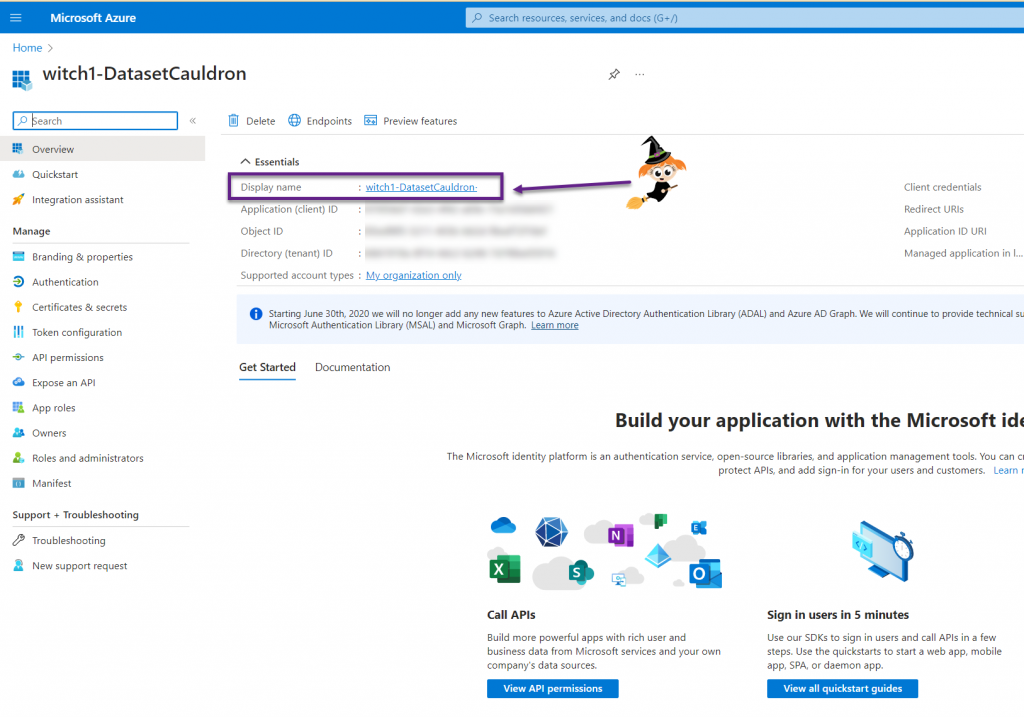 Microsoft Azure
Search resources, services, and docs (G+/)
Home
witch1-DatasetCauldron
...
Search
«
Delete
Endpoints
Preview features
Overview
Quickstart
Integration assistant
Manage
Branding & properties
Authentication
Certificates & secrets
Token configuration
API permissions
Expose an API
App roles
Owners
Roles and administrators
Manifest
Support + Troubleshooting
Troubleshooting
New support request
Essentials
Display name : witch1-DatasetCauldron-
Application (client) ID :
Object ID :
Directory (tenant) ID :
Supported account types : My organization only
Client credentials
Redirect URIs
Application ID URI
Managed application in l...
Starting June 30th, 2020 we will no longer add any new features to Azure Active Directory Authentication Library (ADAL) and Azure AD Graph. We will continue to provide technical su
Microsoft Authentication Library (MSAL) and Microsoft Graph. Learn more
Get Started
Documentation
Build your application with the Microsoft ide
The Microsoft identity platform is an authentication service, open-source libraries, and application management tools. You can cr
protect APIs, and add sign-in for your users and customers. Learn m
N
E
X
S
O
Call APIs
Build more powerful apps with rich user and
business data from Microsoft services and your own
company's data sources.
View API permissions
Sign in users in 5 minutes
Use our SDKs to sign in users and call APIs in a few
steps. Use the quickstarts to start a web app, mobile
app, SPA, or daemon app.
View all quickstart guides